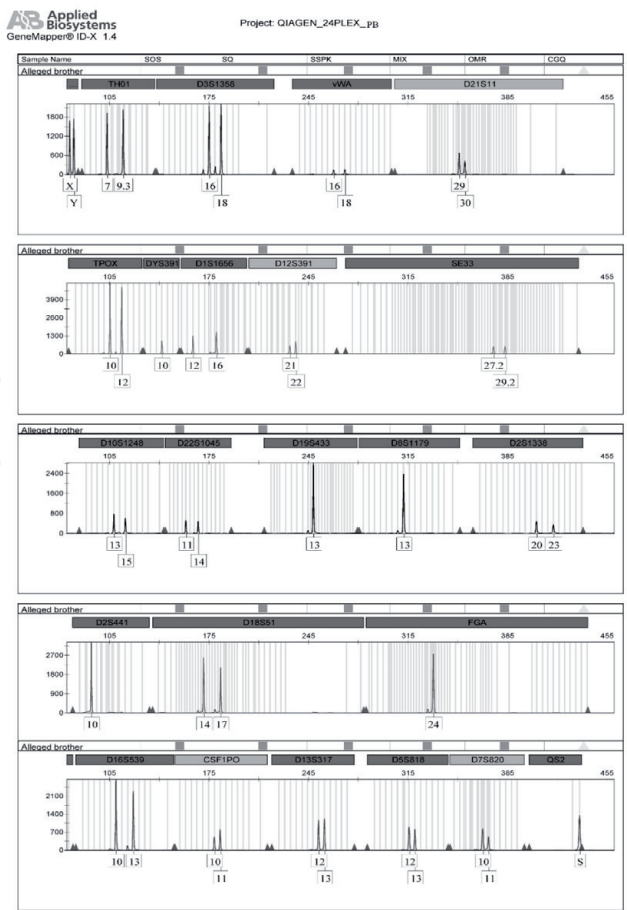 AB Applied
Biosystems
GeneMapper® ID-X 1.4
Project: QIAGEN_24PLEX_PB
Sample Name SOS SQ SSPK MIX OMR CGQ
Alleged brother
TH01 D3S1358 vWA D21S11
105 175 245 315 385 455
1800
1200
600
0
X 7 9.3 16 16 29
Y 18 18 30
Alleged brother
TPOX DYS391 D1S1656 D12S391 SE33
105 175 245 315 385 455
3900
2600
1300
0
10 10 12 16 21 27.2
12 22 29.2
Alleged brother
D10S1248 D22S1045 D19S433 D8S1179 D2S1338
105 175 245 315 385 455
2400
1600
800
0
13 11 13 13 20 23
15 14
Alleged brother
D2S441 D18S51 FGA
105 175 245 315 385 455
2700
1800
900
0
10 14 17 24
Alleged brother
D16S539 CSF1PO D13S317 D5S818 D7S820 QS2
105 175 245 315 385 455
2100
1400
700
0
10 13 10 12 12 10 S
11 13 13 11